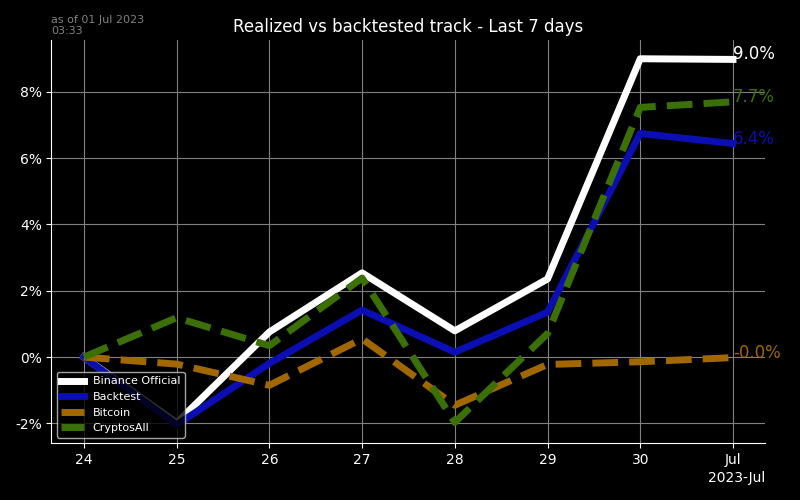 as of 01 Jul 2023
03:33
Realized vs backtested track - Last 7 days
9.0%
7.7%
6.4%
-0.0%
8%
6%
4%
2%
0%
-2%
Binance Official
Backtest
Bitcoin
CryptosAll
24 25 26 27 28 29 30 Jul
2023-Jul